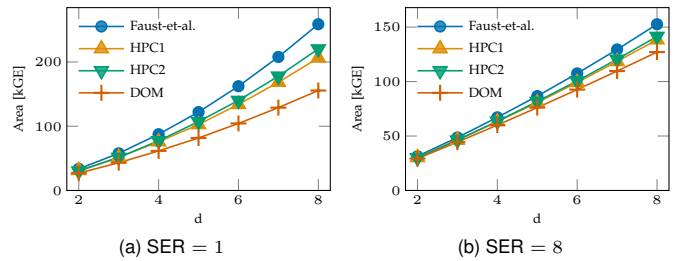 Faust-et-al.
HPC1
HPC2
DOM
Area [kGE]
200
100
0
2
4
6
8
d
(a) SER = 1
Faust-et-al.
HPC1
HPC2
DOM
Area [kGE]
150
100
50
0
2
4
6
8
d
(b) SER = 8